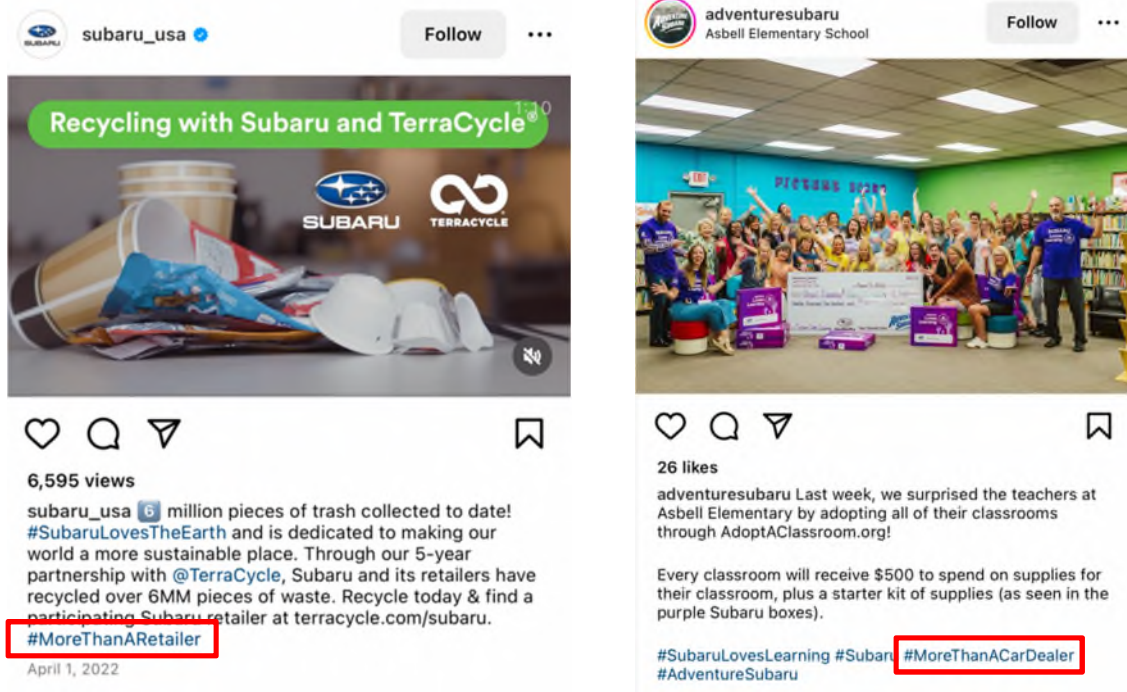 subaru_usa
Follow
Recycling with Subaru and TerraCycle®
1:10
SUBARU
TERRACYCLE
6,595 views
subaru_usa 6️⃣ million pieces of trash collected to date!
#SubaruLovesTheEarth and is dedicated to making our
world a more sustainable place. Through our 5-year
partnership with @TerraCycle, Subaru and its retailers have
recycled over 6MM pieces of waste. Recycle today & find a
participating Subaru retailer at terracycle.com/subaru.
#MoreThanARetailer
April 1, 2022
adventuresubaru
Asbell Elementary School
Follow
EXIT
26 likes
adventuresubaru Last week, we surprised the teachers at
Asbell Elementary by adopting all of their classrooms
through AdoptAClassroom.org!
Every classroom will receive $500 to spend on supplies for
their classroom, plus a starter kit of supplies (as seen in the
purple Subaru boxes).
#SubaruLovesLearning #Subaru #MoreThanACarDealer
#AdventureSubaru